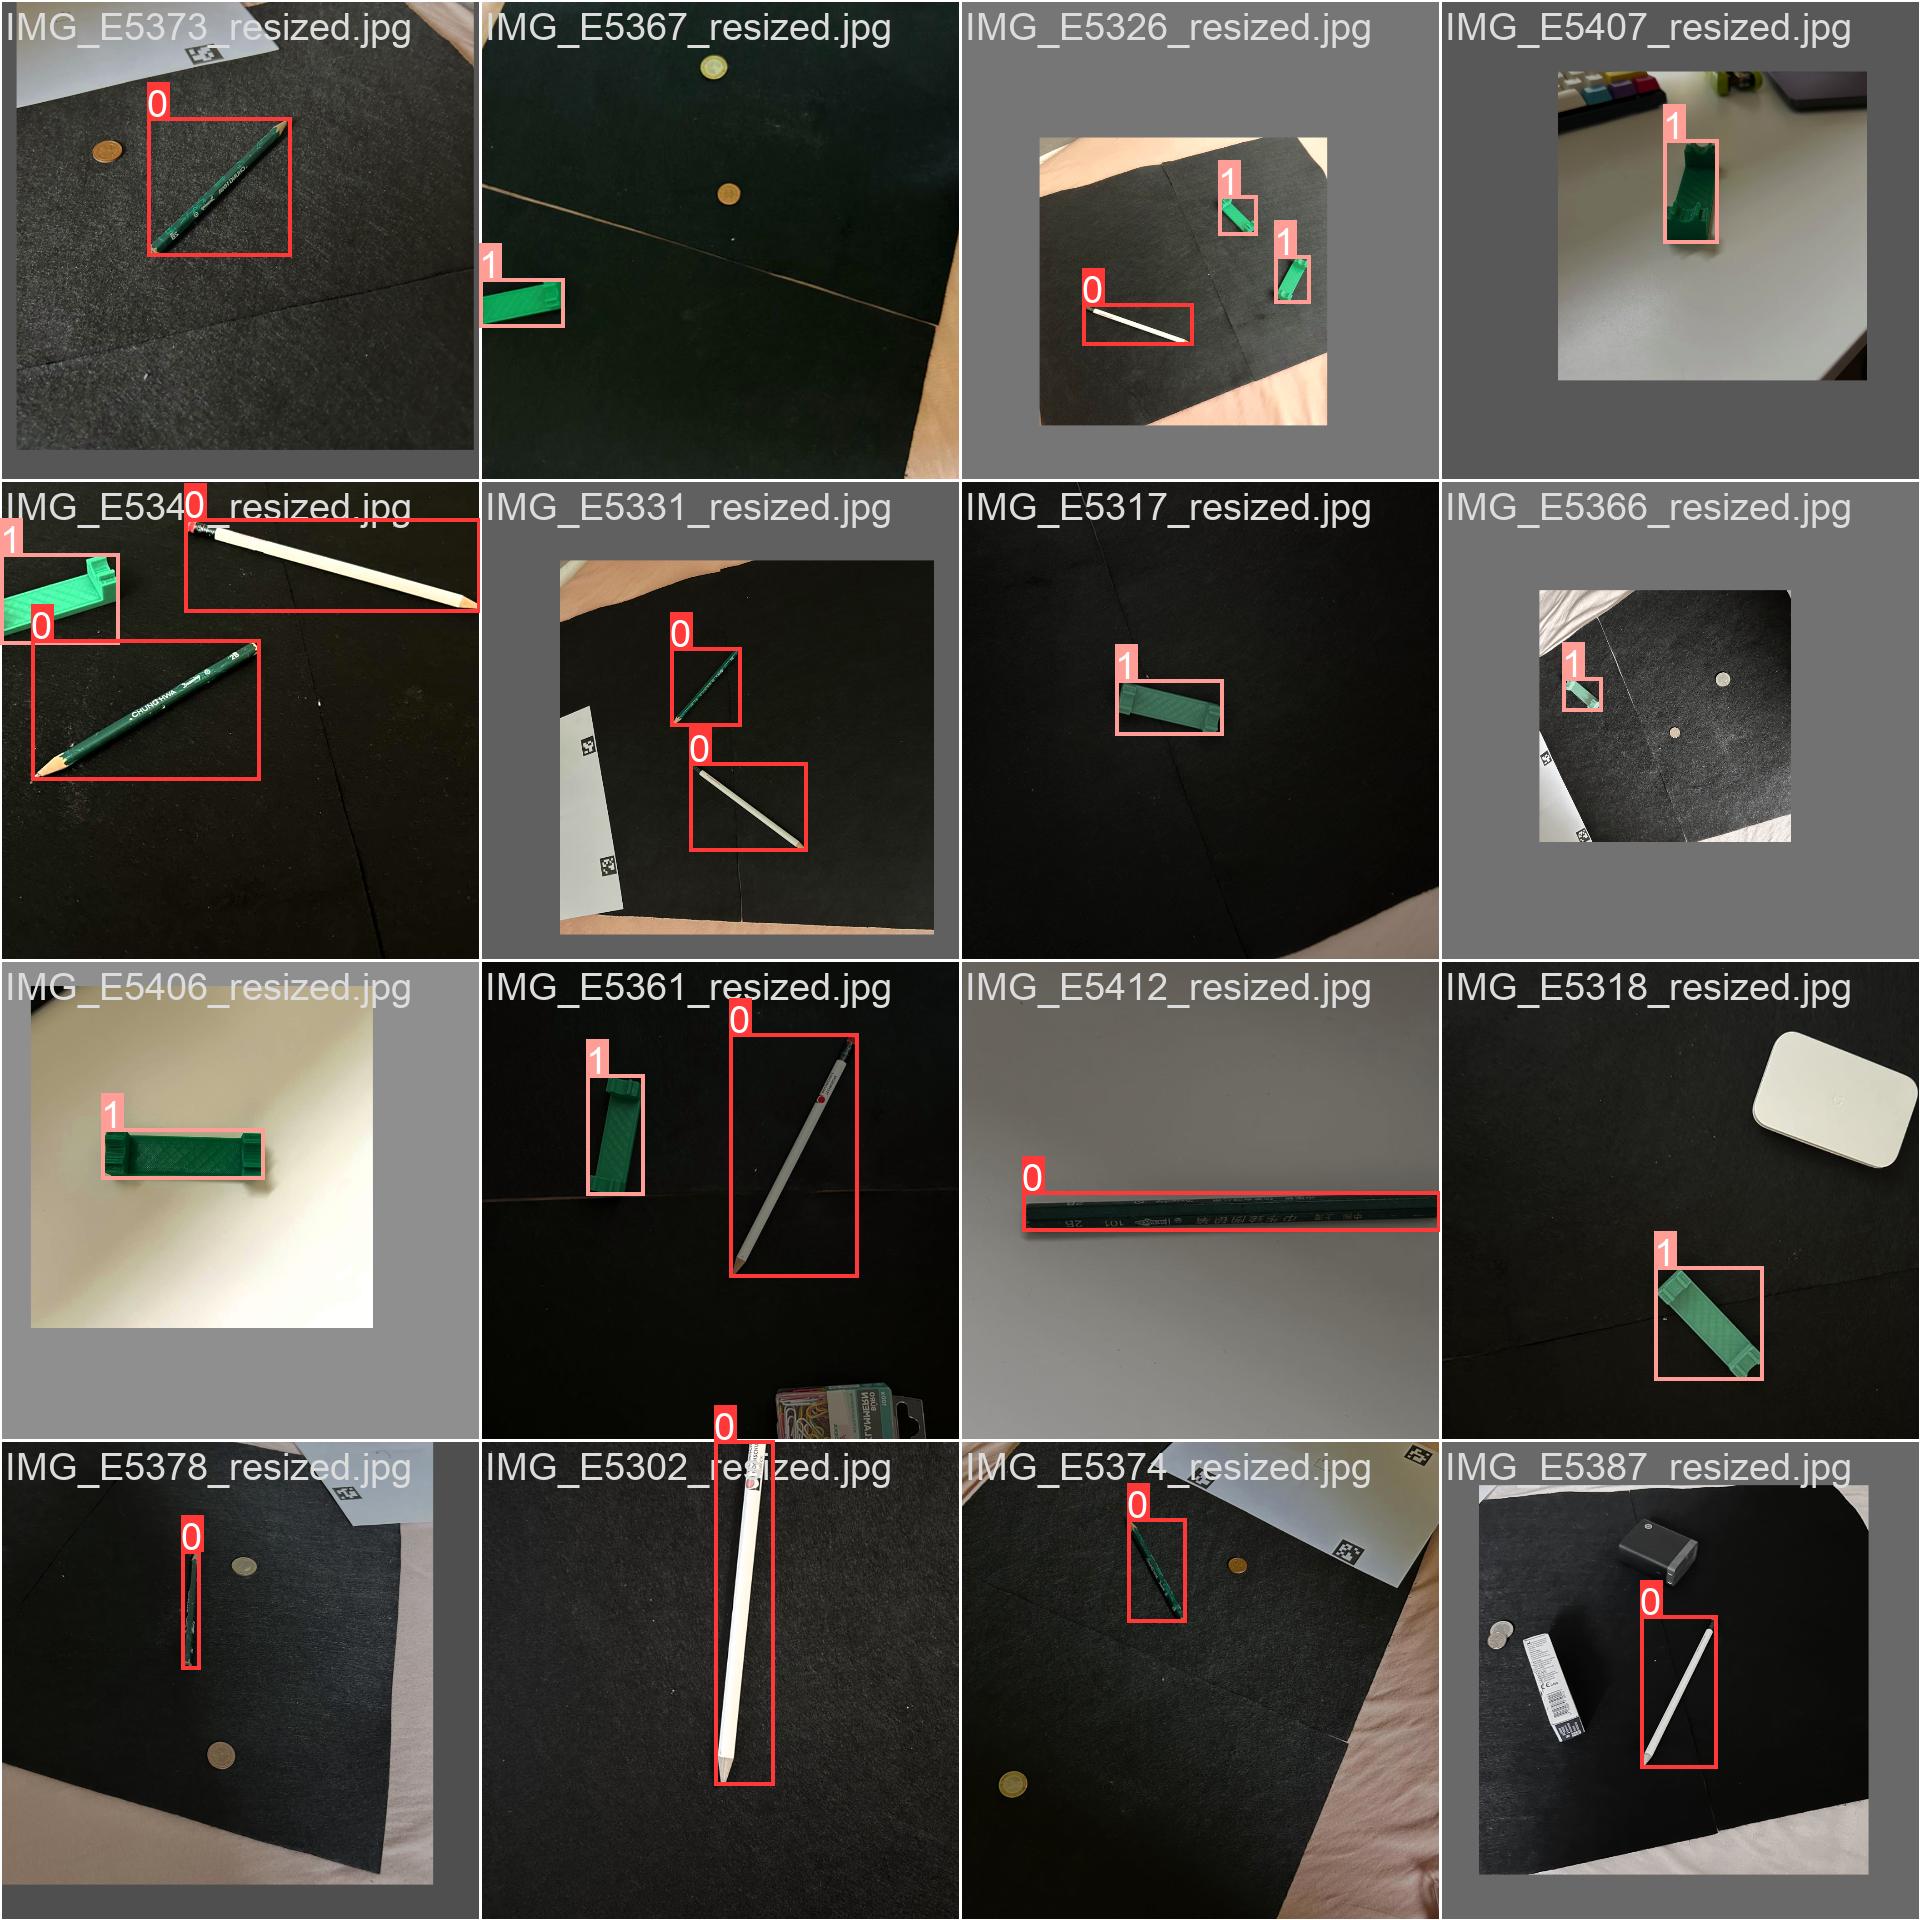 IMG_E5373_resized.jpg
0
IMG_E5367_resized.jpg
1
IMG_E5326_resized.jpg
1
1
0
IMG_E5407_resized.jpg
1
IMG_E534 _resized.jpg
0
1
0
CHUNG HWA
2B
IMG_E5331_resized.jpg
0
0
IMG_E5317_resized.jpg
1
IMG_E5366_resized.jpg
1
IMG_E5406_resized.jpg
1
IMG_E5361_resized.jpg
0
1
IMG_E5412_resized.jpg
0
2B
101
IMG_E5318_resized.jpg
1
IMG_E5378_resized.jpg
0
IMG_E5302_resized.jpg
0
IMG_E5374_resized.jpg
0
IMG_E5387_resized.jpg
0